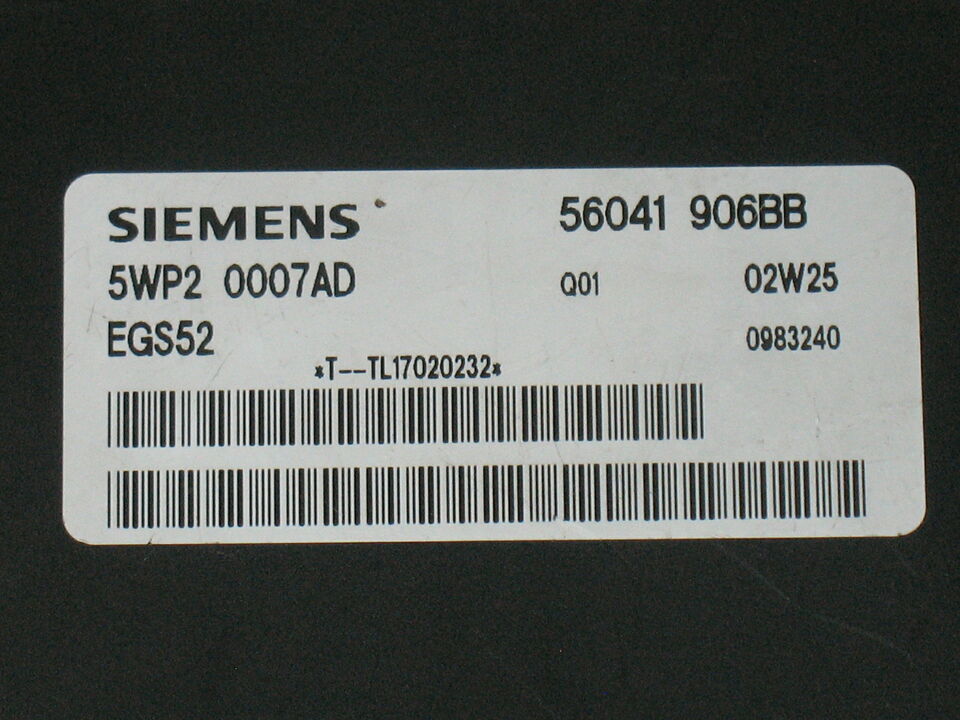 SIEMENS 56041 906BB
5WP2 0007AD Q01 02W25
EGS52 0983240
*T--TL17020232*